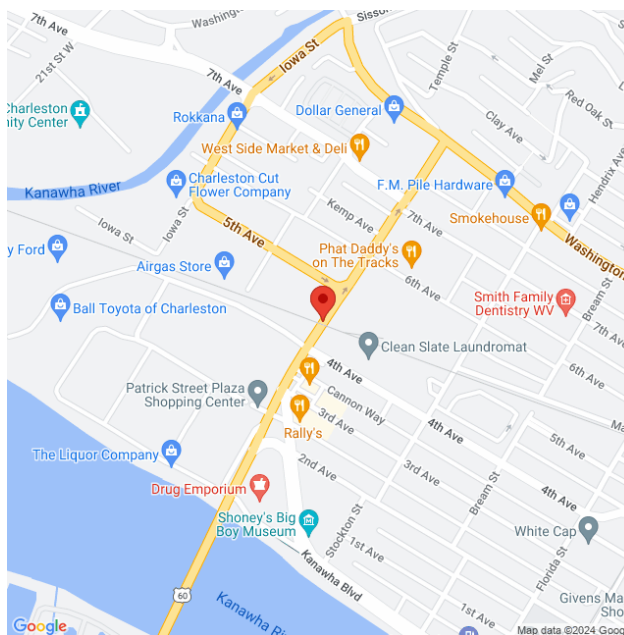 Washington
Sisson
7th Ave
21st St W
Iowa St
Temple St
Mel St
Red Oak St
7th Ave
Dollar General
Rokkana
Charleston
nity Center
West Side Market & Deli
Clay Ave
Hendrix Ave
Kanawha River
Charleston Cut
Flower Company
F.M. Pile Hardware
Kemp Ave
7th Ave
Smokehouse
Iowa St
Iowa St
5th Ave
Washington
y Ford
Phat Daddy's
on The Tracks
Airgas Store
6th Ave
Bream St
Smith Family
Dentistry WV
Ball Toyota of Charleston
7th Ave
Clean Slate Laundromat
4th Ave
6th Ave
Patrick Street Plaza
Shopping Center
Cannon Way
Ma
3rd Ave
4th Ave
5th Ave
Rally's
The Liquor Company
2nd Ave
3rd Ave
Bream St
4th Ave
Drug Emporium
Shoney's Big
Boy Museum
Stockton St
White Cap
1st Ave
Florida St
Kanawha Blvd
60
Givens Ma
Sho
Kanawha River
1st Ave
Google
Map data ©2024 Goog